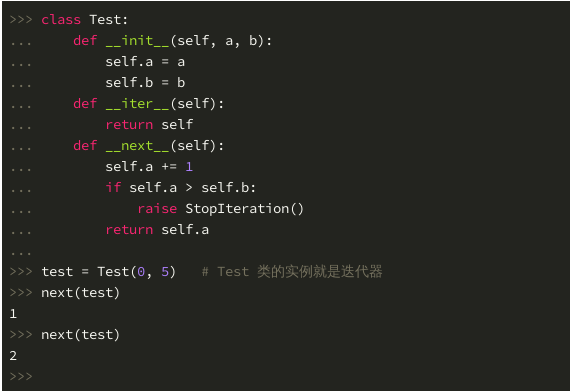 >>> class Test:
...     def __init__(self, a, b):
...         self.a = a
...         self.b = b
...     def __iter__(self):
...         return self
...     def __next__(self):
...         self.a += 1
...         if self.a > self.b:
...             raise StopIteration()
...         return self.a
...
>>> test = Test(0, 5)   # Test 类的实例就是迭代器
>>> next(test)
1
>>> next(test)
2
>>>